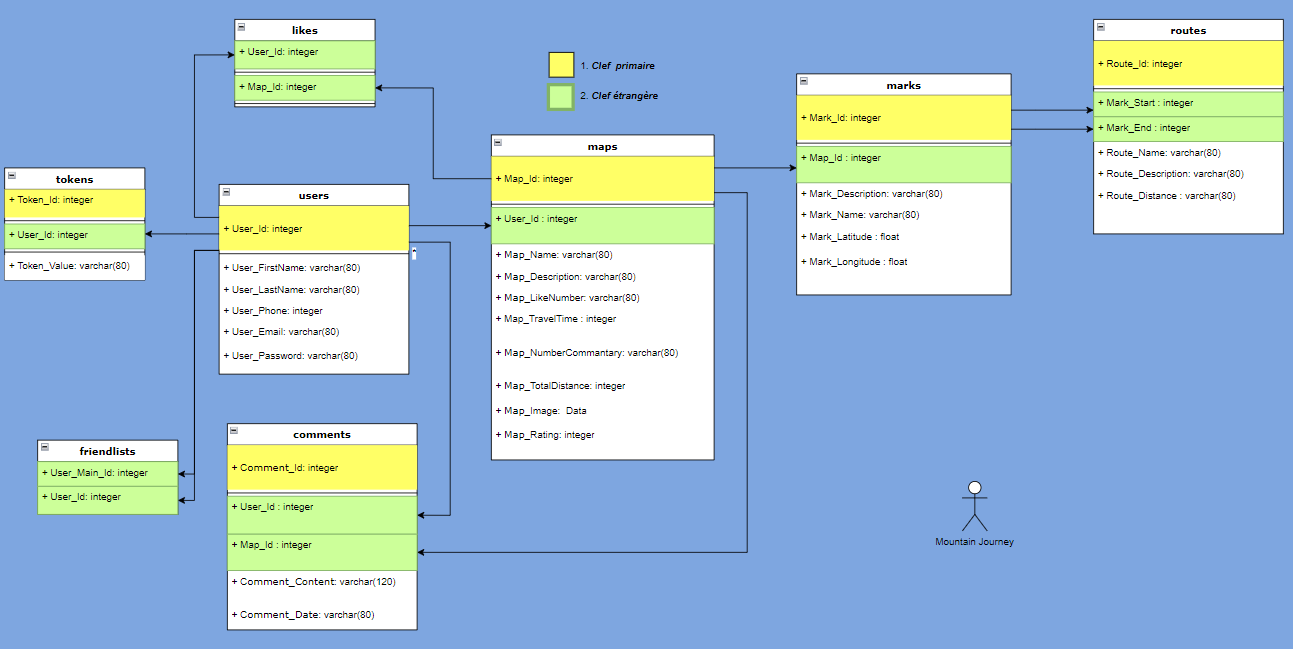 likes
+ User_Id: integer
+ Map_Id: integer
1. Clef primaire
2. Clef étrangère
routes
+ Route_Id: integer
+ Mark_Start : integer
+ Mark_End : integer
+ Route_Name: varchar(80)
+ Route_Description: varchar(80)
+ Route_Distance : varchar(80)
marks
+ Mark_Id: integer
+ Map_Id : integer
+ Mark_Description: varchar(80)
+ Mark_Name: varchar(80)
+ Mark_Latitude : float
+ Mark_Longitude : float
maps
+ Map_Id: integer
+ User_Id : integer
+ Map_Name: varchar(80)
+ Map_Description: varchar(80)
+ Map_LikeNumber: varchar(80)
+ Map_TravelTime : integer
+ Map_NumberCommantary: varchar(80)
+ Map_TotalDistance: integer
+ Map_Image: Data
+ Map_Rating: integer
tokens
+ Token_Id: integer
+ User_Id: integer
+ Token_Value: varchar(80)
users
+ User_Id: integer
+ User_FirstName: varchar(80)
+ User_LastName: varchar(80)
+ User_Phone: integer
+ User_Email: varchar(80)
+ User_Password: varchar(80)
friendlists
+ User_Main_Id: integer
+ User_Id: integer
comments
+ Comment_Id: integer
+ User_Id : integer
+ Map_Id : integer
+ Comment_Content: varchar(120)
+ Comment_Date: varchar(80)
Mountain Journey